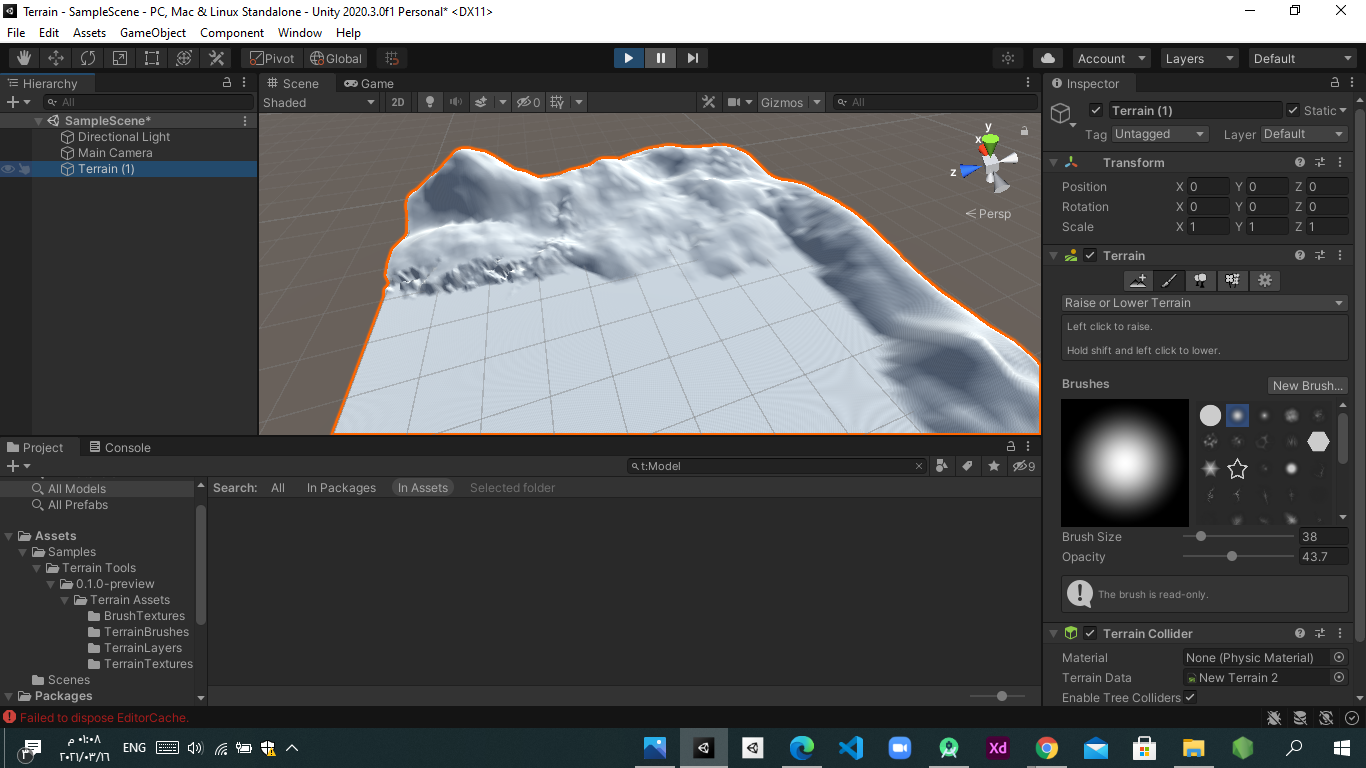 Terrain - SampleScene - PC, Mac & Linux Standalone - Unity 2020.3.0f1 Personal* <DX11>
File Edit Assets GameObject Component Window Help
Pivot Global Account Layers Default
Hierarchy
All
SampleScene*
Directional Light
Main Camera
Terrain (1)
Scene Game
Shaded 2D 0 Gizmos All
y
x
z
Persp
Inspector
Terrain (1) Static
Tag Untagged Layer Default
Transform
Position X 0 Y 0 Z 0
Rotation X 0 Y 0 Z 0
Scale X 1 Y 1 Z 1
Terrain
Raise or Lower Terrain
Left click to raise.
Hold shift and left click to lower.
Brushes New Brush...
Brush Size 38
Opacity 43.7
The brush is read-only.
Terrain Collider
Material None (Physic Material)
Terrain Data New Terrain 2
Enable Tree Colliders
Project Console
t:Model 9
All Models
All Prefabs
Assets
Samples
Terrain Tools
0.1.0-preview
Terrain Assets
BrushTextures
TerrainBrushes
TerrainLayers
TerrainTextures
Scenes
Packages
Search: All In Packages In Assets Selected folder
Failed to dispose EditorCache.
٣
٠١:٠٨ م
٢٠٢١/٠٣/١٦
ENG
Xd